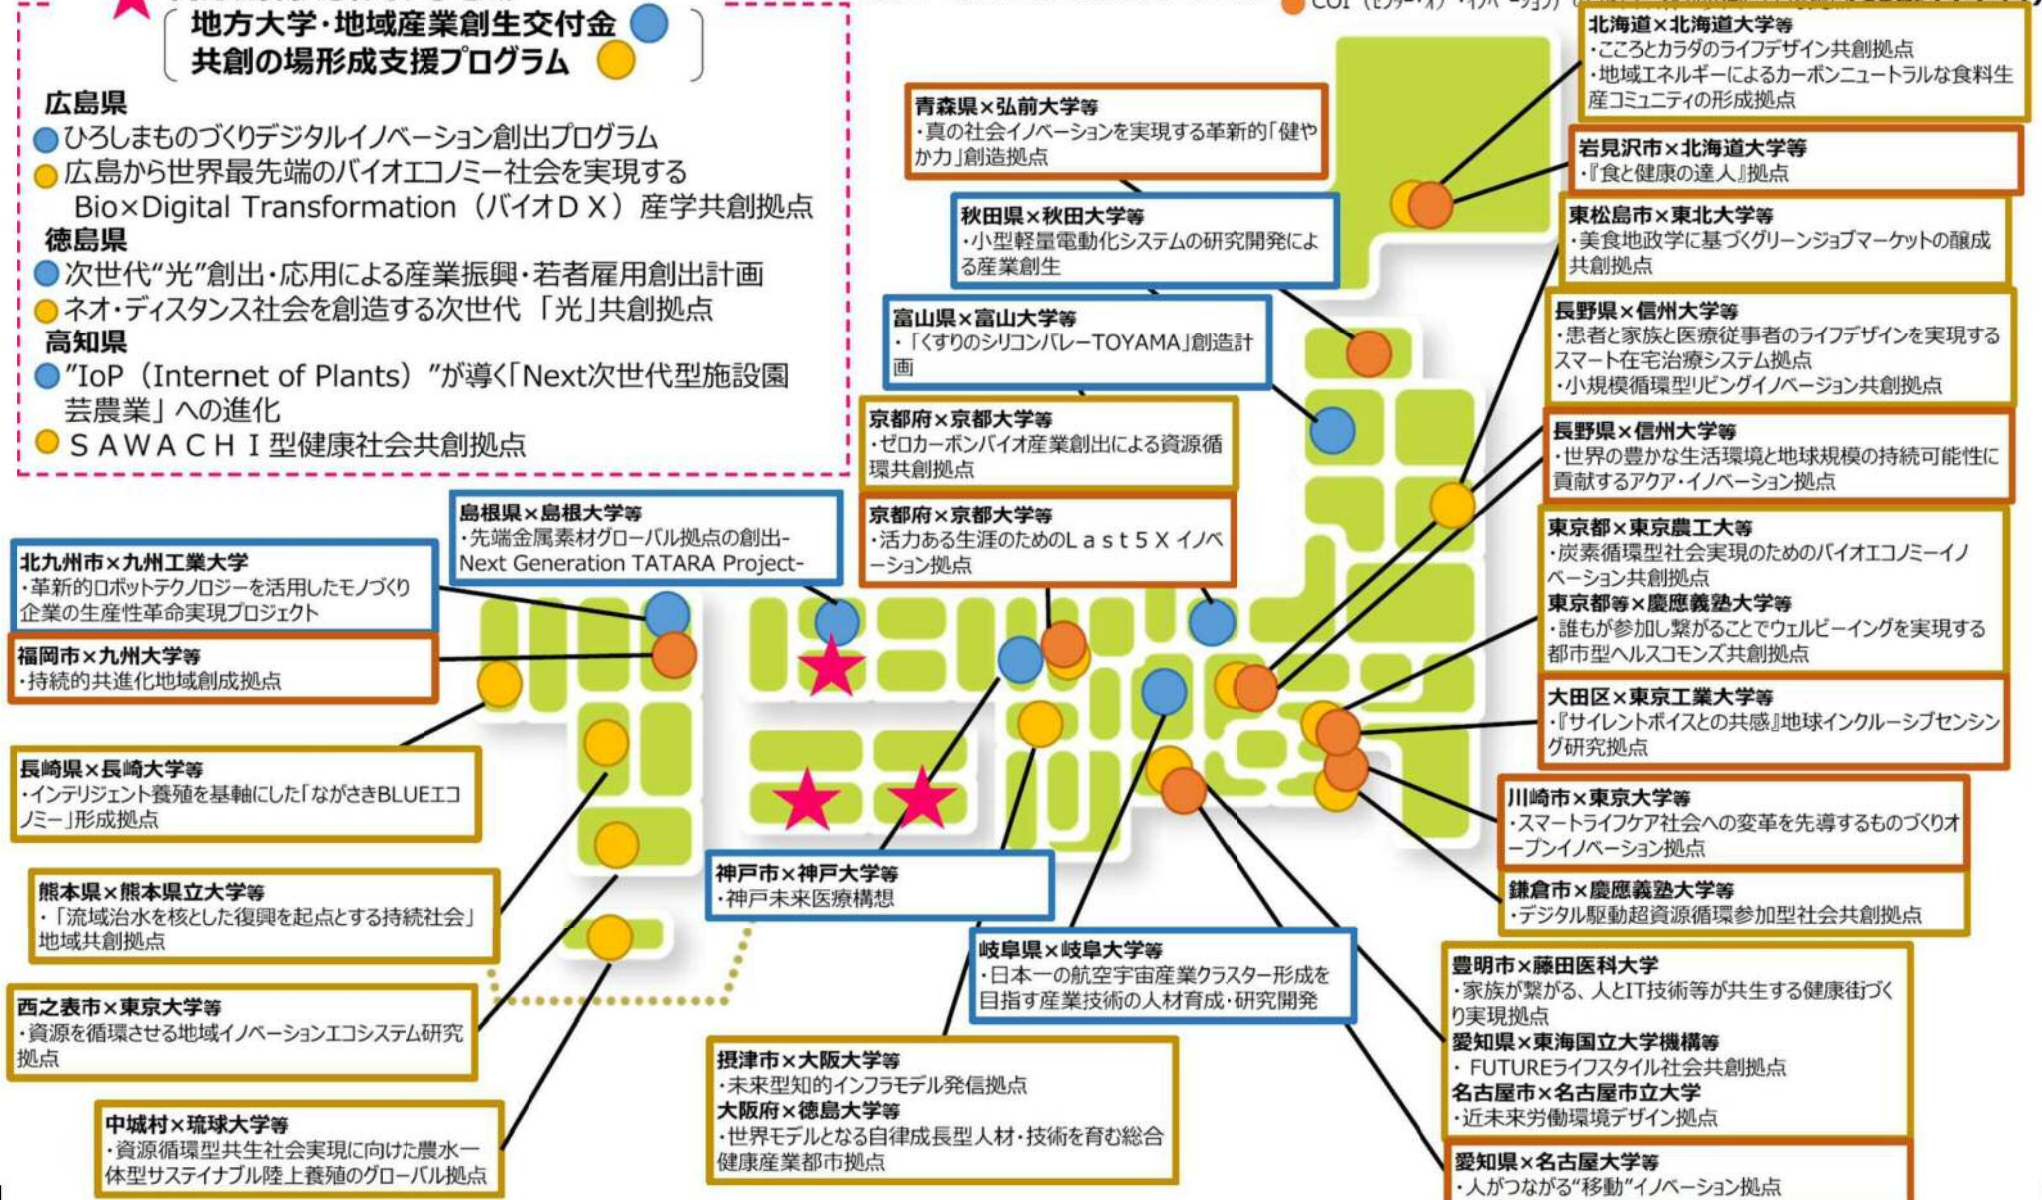 地方大学・地域産業創生交付金
共創の場形成支援プログラム
広島県
ひろしまものづくりデジタルイノベーション創出プログラム
広島から世界最先端のバイオエコノミー社会を実現する
Bio×Digital Transformation（バイオＤＸ）産学共創拠点
徳島県
次世代“光”創出・応用による産業振興・若者雇用創出計画
ネオ・ディスタンス社会を創造する次世代 「光」共創拠点
高知県
”IoP（Internet of Plants）”が導く「Next次世代型施設園
芸農業」への進化
ＳＡＷＡＣＨＩ型健康社会共創拠点
北海道×北海道大学等
・こころとカラダのライフデザイン共創拠点
・地域エネルギーによるカーボンニュートラルな食料生
産コミュニティの形成拠点
青森県×弘前大学等
・真の社会イノベーションを実現する革新的「健や
か力」創造拠点
岩見沢市×北海道大学等
・『食と健康の達人』拠点
秋田県×秋田大学等
・小型軽量電動化システムの研究開発によ
る産業創生
東松島市×東北大学等
・美食地政学に基づくグリーンジョブマーケットの醸成
共創拠点
富山県×富山大学等
・「くすりのシリコンバレーTOYAMA」創造計
画
長野県×信州大学等
・患者と家族と医療従事者のライフデザインを実現する
スマート在宅治療システム拠点
・小規模循環型リビングイノベージョン共創拠点
京都府×京都大学等
・ゼロカーボンバイオ産業創出による資源循
環共創拠点
長野県×信州大学等
・世界の豊かな生活環境と地球規模の持続可能性に
貢献するアクア・イノベーション拠点
京都府×京都大学等
・活力ある生涯のためのＬａｓｔ５Ｘイノベ
ーション拠点
島根県×島根大学等
・先端金属素材グローバル拠点の創出-
Next Generation TATARA Project-
東京都×東京農工大等
・炭素循環型社会実現のためのバイオエコノミーイノ
ベーション共創拠点
東京都等×慶應義塾大学等
・誰もが参加し繋がることでウェルビーイングを実現する
都市型ヘルスコモンズ共創拠点
北九州市×九州工業大学
・革新的ロボットテクノロジーを活用したモノづくり
企業の生産性革命実現プロジェクト
福岡市×九州大学等
・持続的共進化地域創成拠点
大田区×東京工業大学等
・『サイレントボイスとの共感』地球インクルーシブセンシン
グ研究拠点
長崎県×長崎大学等
・インテリジェント養殖を基軸にした「ながさきBLUEエコ
ノミー」形成拠点
川崎市×東京大学等
・スマートライフケア社会への変革を先導するものづくりオ
ープンイノベーション拠点
神戸市×神戸大学等
・神戸未来医療構想
熊本県×熊本県立大学等
・「流域治水を核とした復興を起点とする持続社会」
地域共創拠点
鎌倉市×慶應義塾大学等
・デジタル駆動超資源循環参加型社会共創拠点
岐阜県×岐阜大学等
・日本一の航空宇宙産業クラスター形成を
目指す産業技術の人材育成・研究開発
豊明市×藤田医科大学
・家族が繋がる、人とIT技術等が共生する健康街づく
り実現拠点
愛知県×東海国立大学機構等
・FUTUREライフスタイル社会共創拠点
名古屋市×名古屋市立大学
・近未来労働環境デザイン拠点
西之表市×東京大学等
・資源を循環させる地域イノベーションエコシステム研究
拠点
摂津市×大阪大学等
・未来型知的インフラモデル発信拠点
大阪府×徳島大学等
・世界モデルとなる自律成長型人材・技術を育む総合
健康産業都市拠点
中城村×琉球大学等
・資源循環型共生社会実現に向けた農水一
体型サステイナブル陸上養殖のグローバル拠点
愛知県×名古屋大学等
・人がつながる“移動”イノベーション拠点